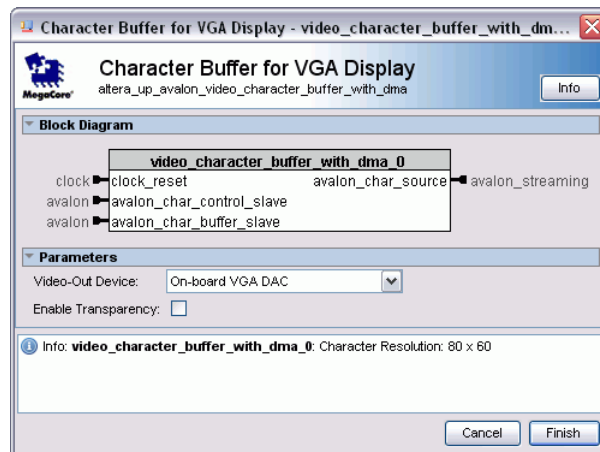 Character Buffer for VGA Display - video_character_buffer_with_dm...
MegaCore®
Character Buffer for VGA Display
altera_up_avalon_video_character_buffer_with_dma
Info
Block Diagram
video_character_buffer_with_dma_0
clock clock_reset avalon_char_source avalon_streaming
avalon avalon_char_control_slave
avalon avalon_char_buffer_slave
Parameters
Video-Out Device: On-board VGA DAC
Enable Transparency:
Info: video_character_buffer_with_dma_0: Character Resolution: 80 x 60
Cancel Finish